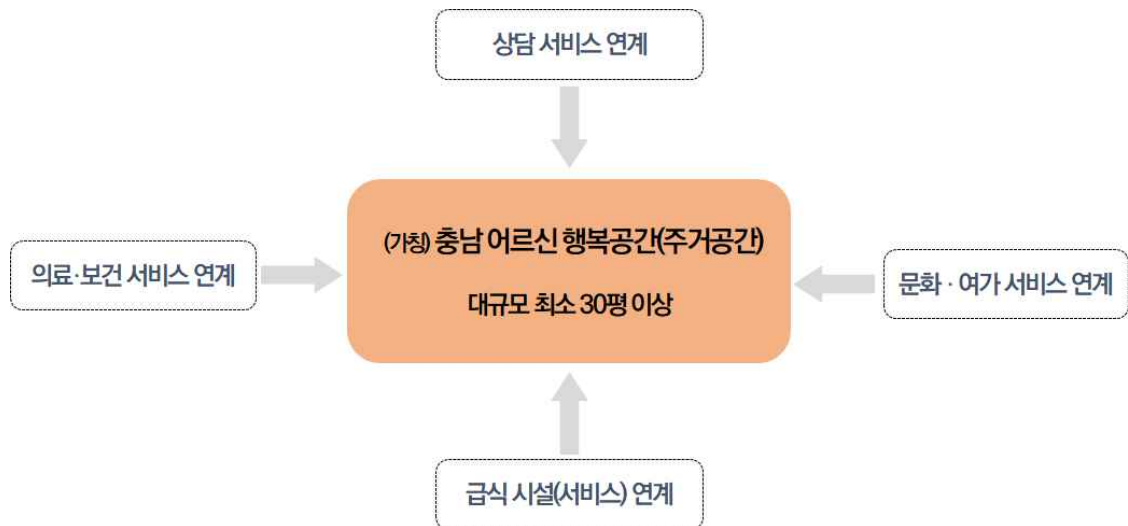 상담 서비스 연계
(가칭) 충남 어르신 행복공간(주거공간)
대규모 최소 30평 이상
의료·보건 서비스 연계
문화 · 여가 서비스 연계
급식 시설(서비스) 연계